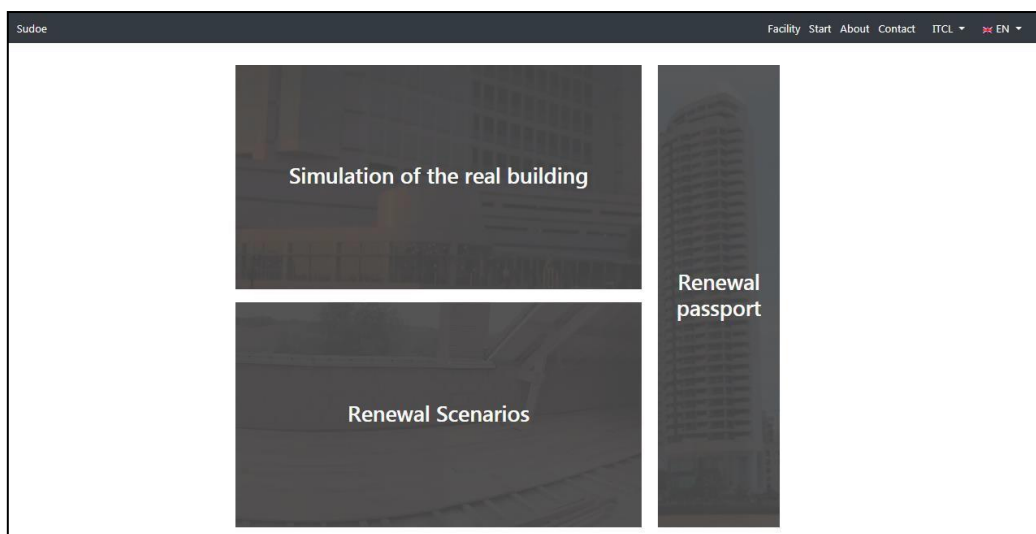 Sudoe
Facility Start About Contact ITCL EN
Simulation of the real building
Renewal
passport
Renewal Scenarios